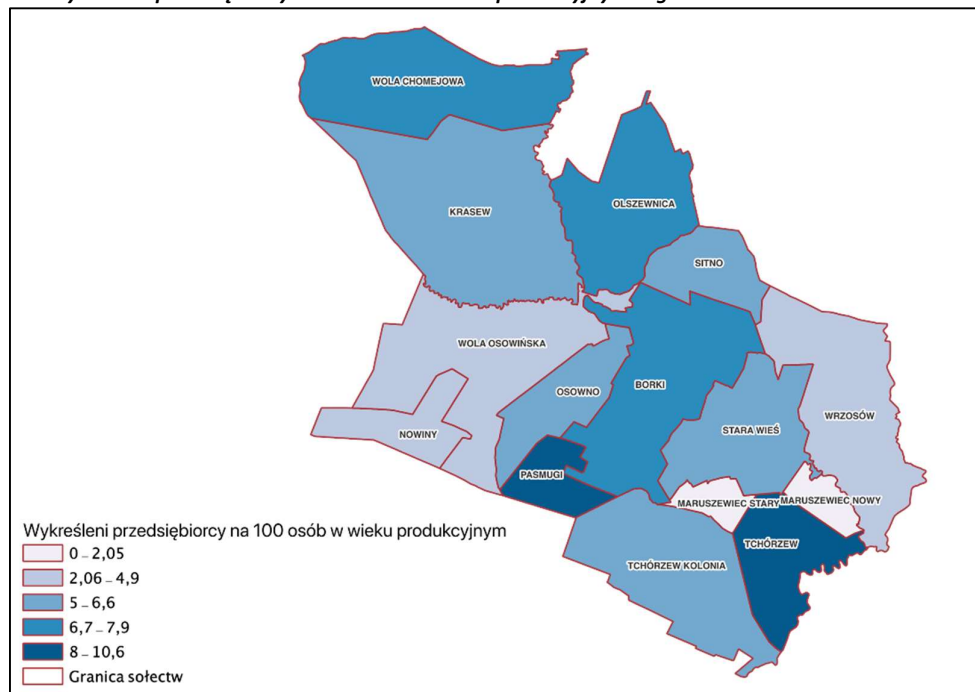 WOLA CHOMEJOWA
KRASEW
OLSZEWNICA
SITNO
WOLA OSOWIŃSKA
OSOWNO
BORKI
WRZOSÓW
STARA WIEŚ
NOWINY
PASMUGI
MARUSZEWIEC STARY
MARUSZEWIEC NOWY
TCHÓRZEW
TCHÓRZEW KOLONIA
Wykreśleni przedsiębiorcy na 100 osób w wieku produkcyjnym
0 – 2,05
2,06 – 4,9
5 – 6,6
6,7 – 7,9
8 – 10,6
Granica sołectw